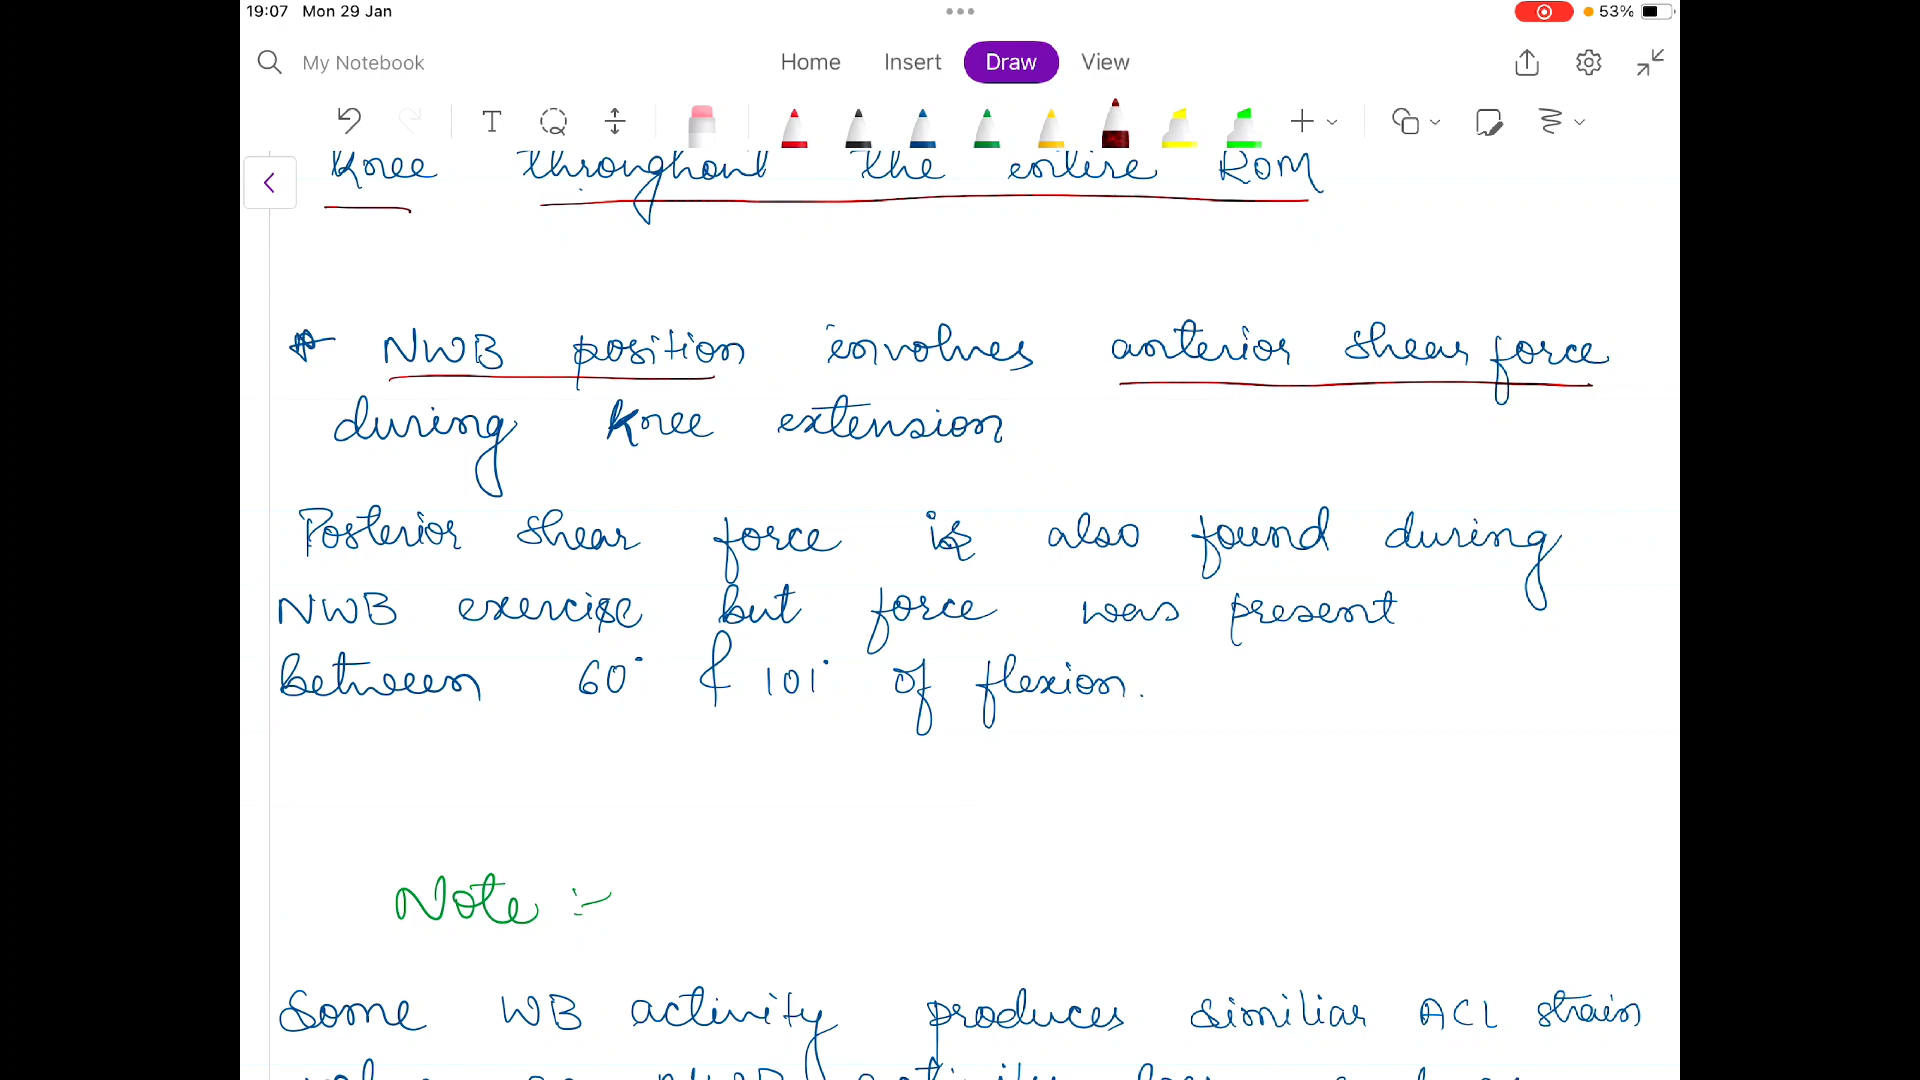 19:07 Mon 29 Jan
53%
My Notebook
Home Insert Draw View
T
Knee throughout the entire ROM
NWB position involves anterior shear force
during knee extension
Posterior shear force is also found during
NWB exercise but force was present
between 60° & 101° of flexion.
Note :-
Some WB activity produces similiar ACL strain